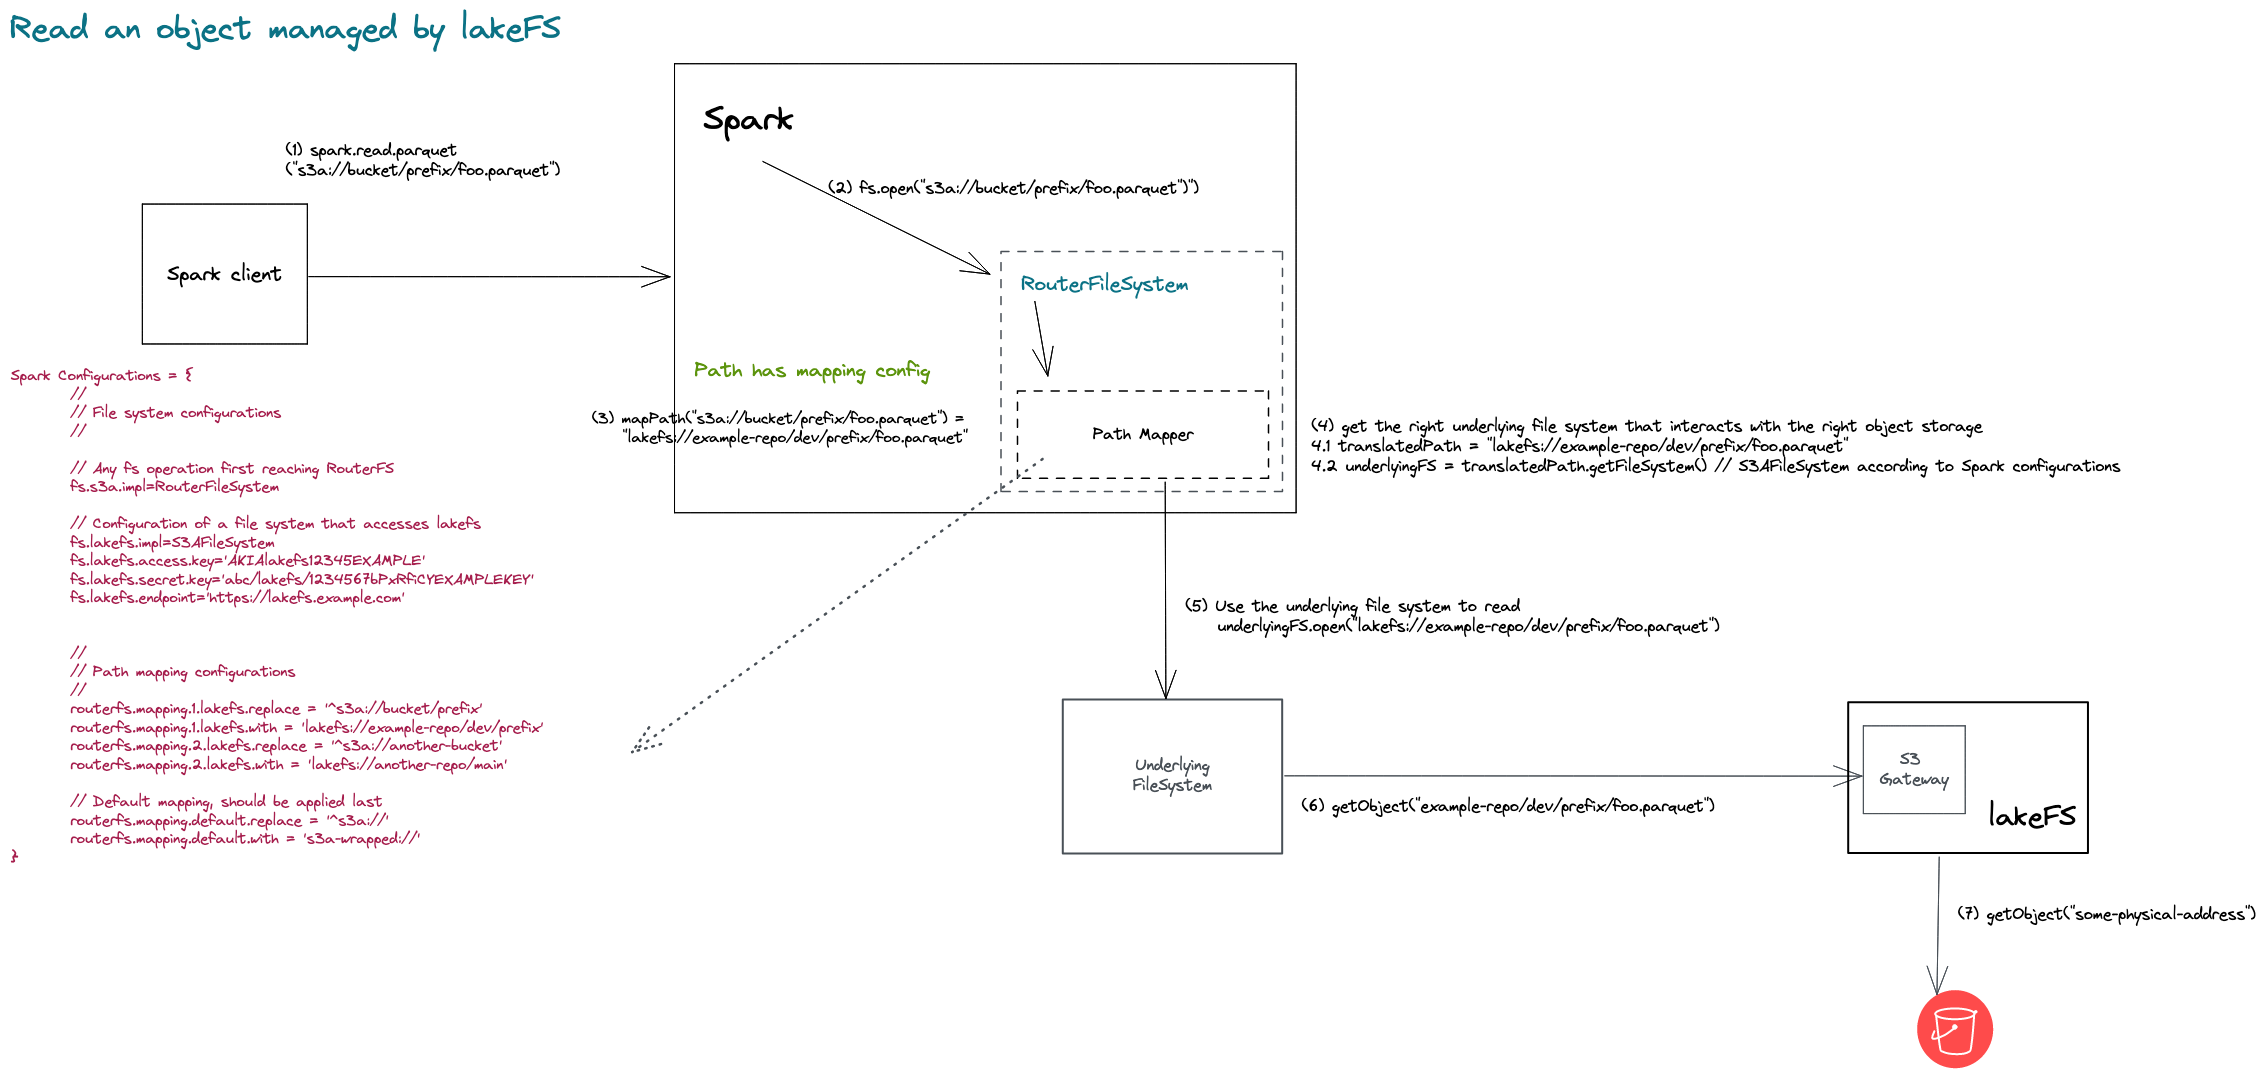 Read an object managed by lakeFS
Spark
(1) spark.read.parquet
("s3a://bucket/prefix/foo.parquet")
(2) fs.open("s3a://bucket/prefix/foo.parquet")")
Spark client
RouterFileSystem
Path has mapping config
(3) mapPath("s3a://bucket/prefix/foo.parquet") =
"lakefs://example-repo/dev/prefix/foo.parquet"
Path Mapper
(4) get the right underlying file system that interacts with the right object storage
4.1 translatedPath = "lakefs://example-repo/dev/prefix/foo.parquet"
4.2 underlyingFS = translatedPath.getFileSystem() // S3AFileSystem according to Spark configurations
Spark Configurations = {
//
// File system configurations
//
// Any fs operation first reaching RouterFS
fs.s3a.impl=RouterFileSystem
// Configuration of a file system that accesses lakefs
fs.lakefs.impl=S3AFileSystem
fs.lakefs.access.key='AKIAlakefs12345EXAMPLE'
fs.lakefs.secret.key='abc/lakefs/1234567bPxRfiCYEXAMPLEKEY'
fs.lakefs.endpoint='https://lakefs.example.com'
//
// Path mapping configurations
//
routerfs.mapping.1.lakefs.replace = '^s3a://bucket/prefix'
routerfs.mapping.1.lakefs.with = 'lakefs://example-repo/dev/prefix'
routerfs.mapping.2.lakefs.replace = '^s3a://another-bucket'
routerfs.mapping.2.lakefs.with = 'lakefs://another-repo/main'
// Default mapping, should be applied last
routerfs.mapping.default.replace = '^s3a://'
routerfs.mapping.default.with = 's3a-wrapped://'
}
(5) Use the underlying file system to read
underlyingFS.open("lakefs://example-repo/dev/prefix/foo.parquet")
Underlying
FileSystem
(6) getObject("example-repo/dev/prefix/foo.parquet")
S3
Gateway
lakeFS
(7) getObject("some-physical-address")